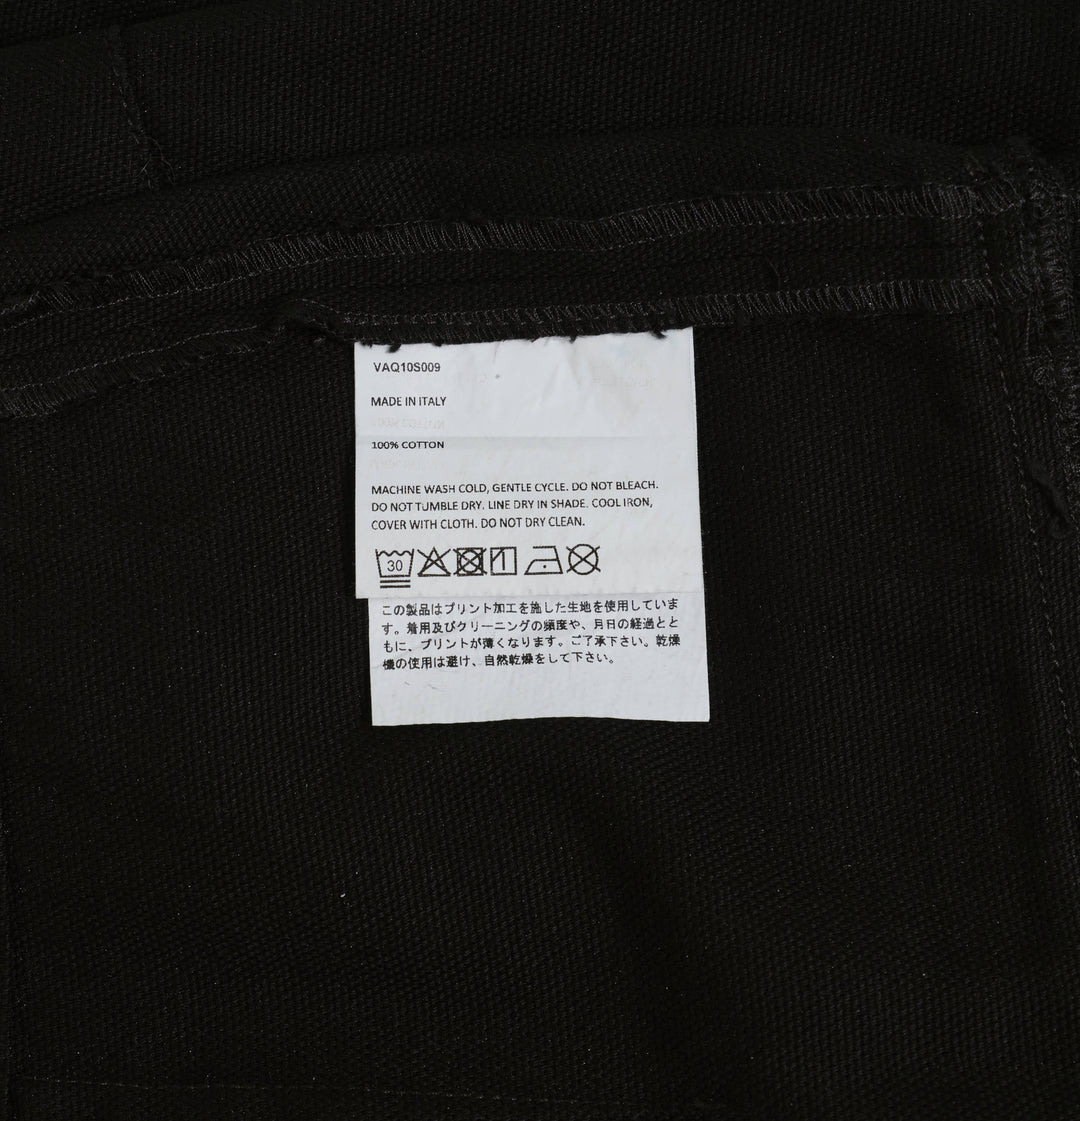 VAQ10S009
MADE IN ITALY
100% COTTON
MACHINE WASH COLD, GENTLE CYCLE. DO NOT BLEACH.
DO NOT TUMBLE DRY. LINE DRY IN SHADE. COOL IRON,
COVER WITH CLOTH. DO NOT DRY CLEAN.
30
この製品はプリント加工を施した生地を使用していま
す。着用及びクリーニングの頻度や、月日の経過とと
もに、プリントが薄くなります。ご了承下さい。乾燥
機の使用は避け、自然乾燥をして下さい。